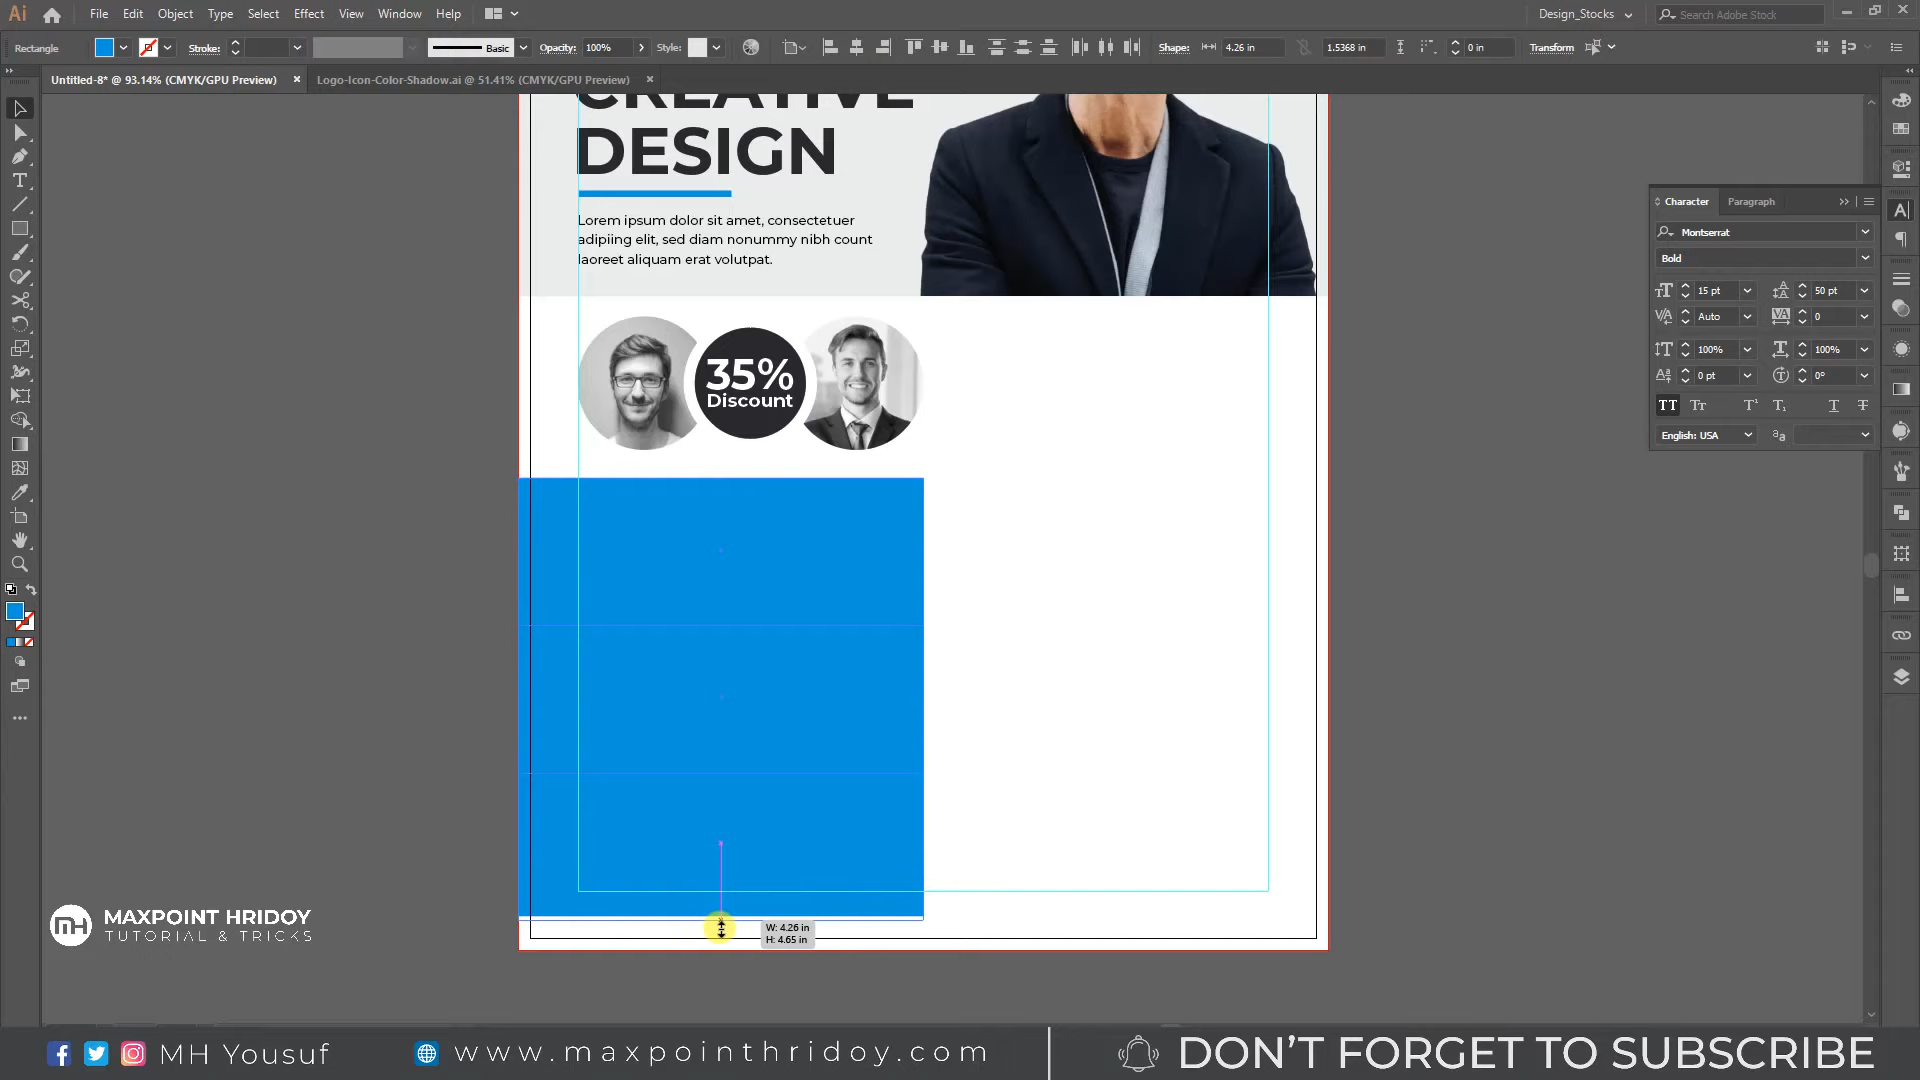 Ai File Edit Object Type Select Effect View Window Help Design_Stocks Search Adobe Stock
Rectangle Stroke: Basic Opacity: 100% Style: Shape: 4.26 in 1.5368 in 0 in Transform
Untitled-8* @ 93.14% (CMYK/GPU Preview) × Logo-Icon-Color-Shadow.ai @ 51.41% (CMYK/GPU Preview) ×
CREATIVE
DESIGN
Lorem ipsum dolor sit amet, consectetuer
adipiing elit, sed diam nonummy nibh count
laoreet aliquam erat volutpat.
35%
Discount
Character Paragraph
Montserrat
Bold
15 pt 50 pt
Auto 0
100% 100%
0 pt 0°
English: USA
W: 4.26 in
H: 4.65 in
MH MAXPOINT HRIDOY
TUTORIAL & TRICKS
MH Yousuf www.maxpointhridoy.com DON'T FORGET TO SUBSCRIBE